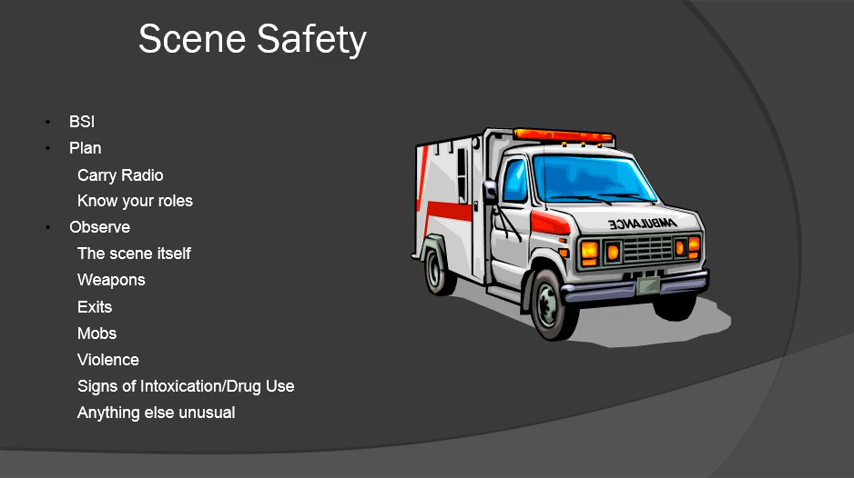 Scene Safety
• BSI
• Plan
Carry Radio
Know your roles
• Observe
The scene itself
Weapons
Exits
Mobs
Violence
Signs of Intoxication/Drug Use
Anything else unusual
AMBULANCE